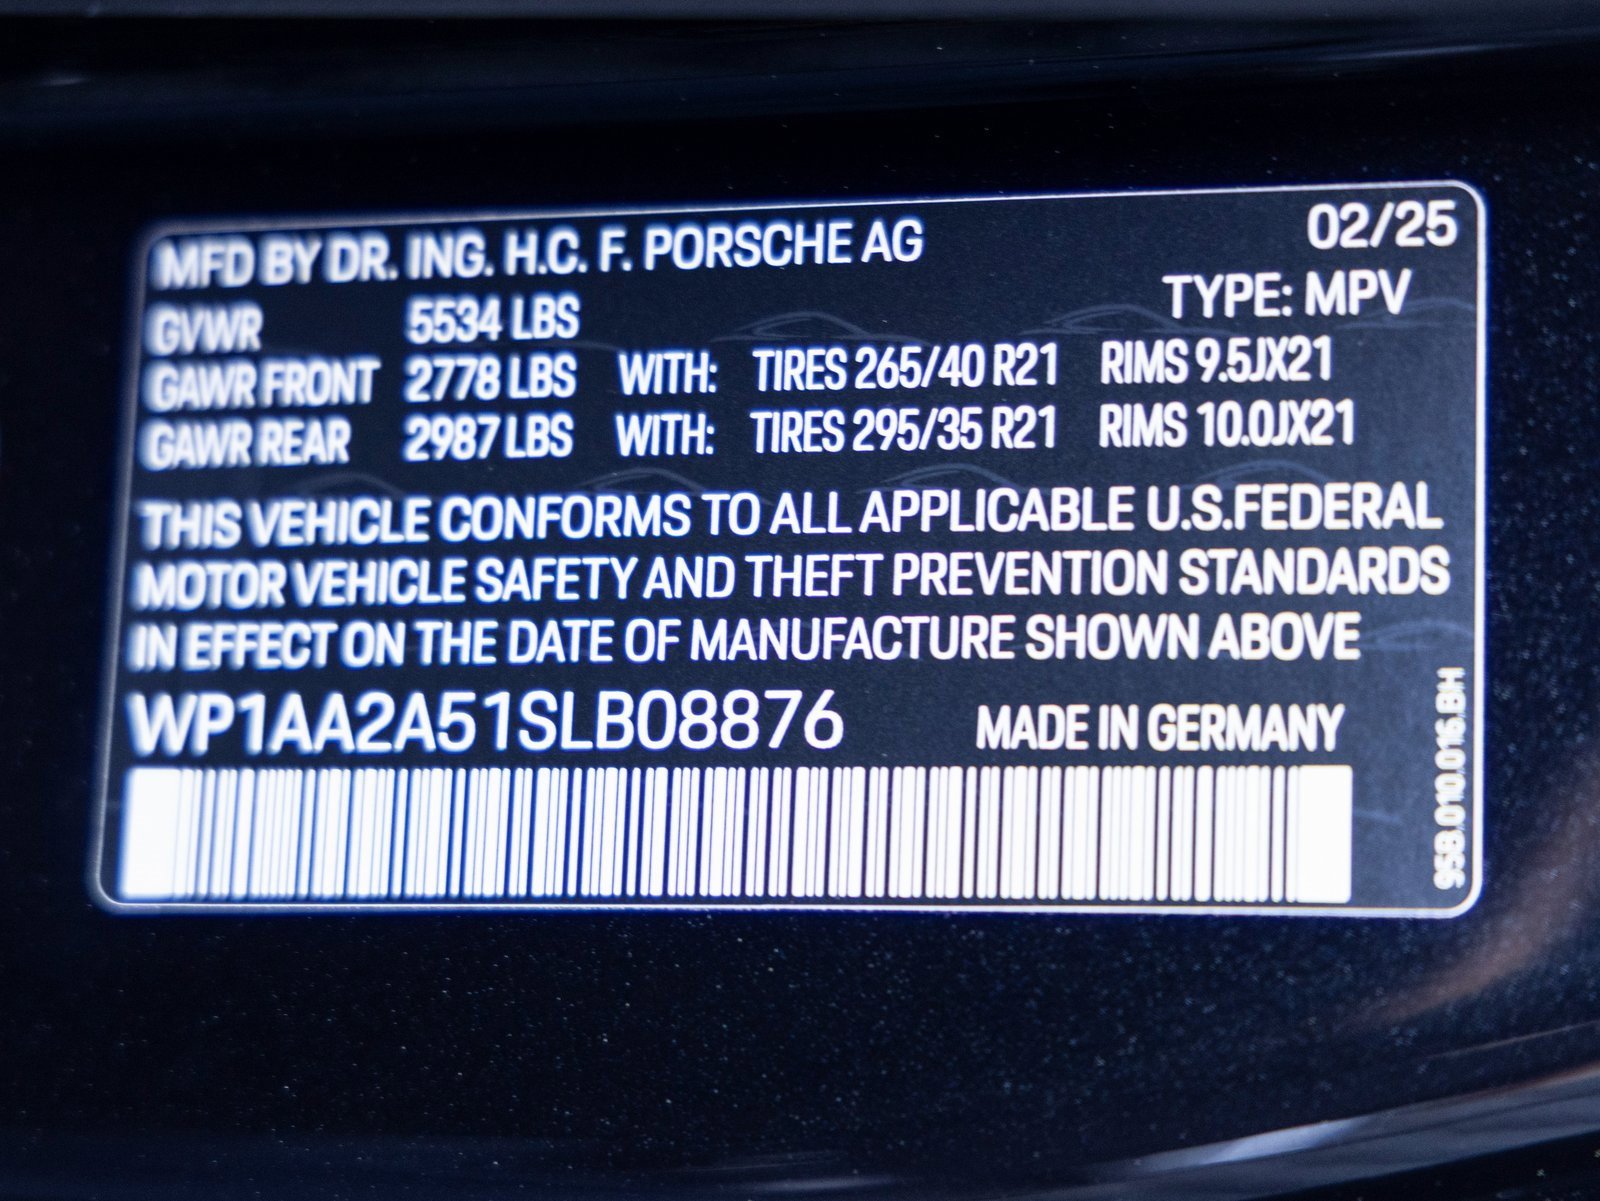 MFD BY DR. ING. H.C. F. PORSCHE AG 02/25
TYPE: MPV
GVWR 5534 LBS
GAWR FRONT 2778 LBS WITH: TIRES 265/40 R21 RIMS 9.5JX21
GAWR REAR 2987 LBS WITH: TIRES 295/35 R21 RIMS 10.0JX21
THIS VEHICLE CONFORMS TO ALL APPLICABLE U.S.FEDERAL
MOTOR VEHICLE SAFETY AND THEFT PREVENTION STANDARDS
IN EFFECT ON THE DATE OF MANUFACTURE SHOWN ABOVE
WP1AA2A51SLB08876 MADE IN GERMANY
95B.010.016.BH